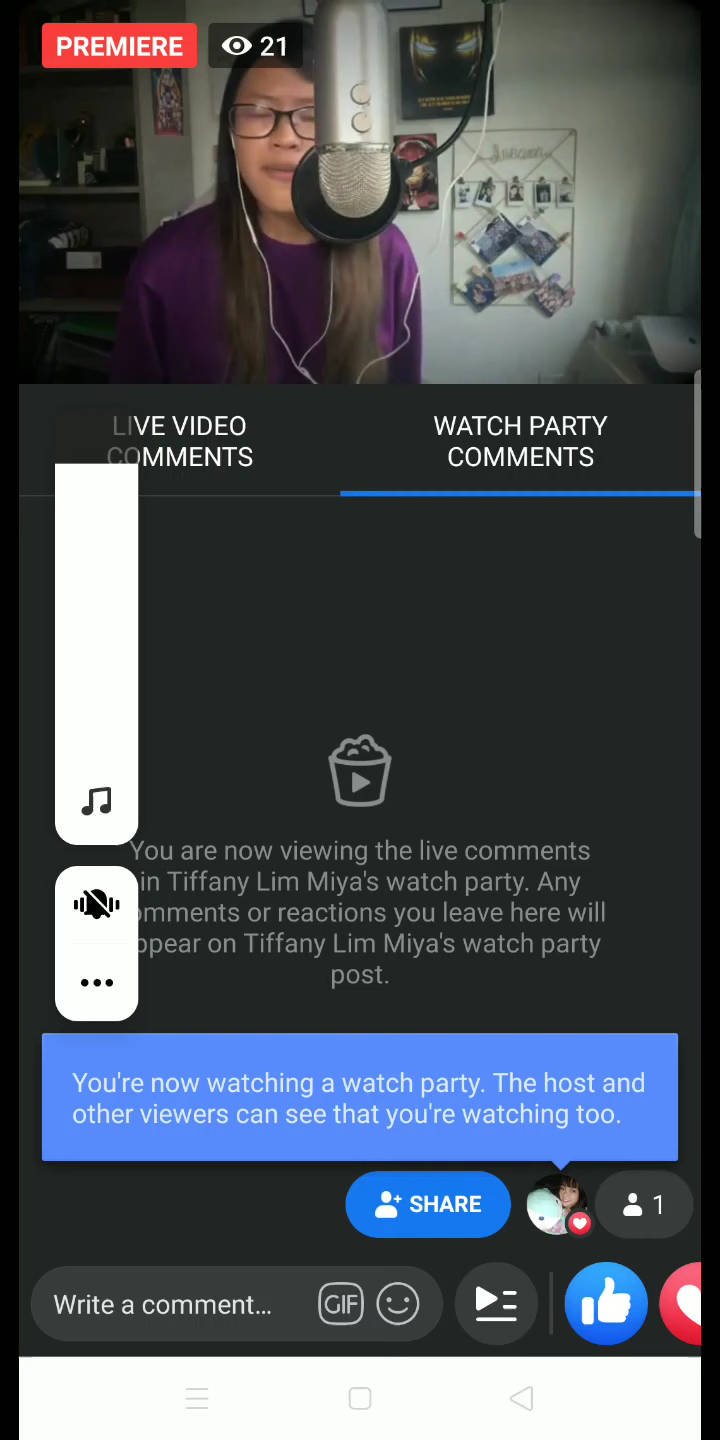 PREMIERE
21
Dream
LIVE VIDEO
COMMENTS
WATCH PARTY
COMMENTS
You are now viewing the live comments
in Tiffany Lim Miya's watch party. Any
omments or reactions you leave here will
ppear on Tiffany Lim Miya's watch party
post.
You're now watching a watch party. The host and
other viewers can see that you're watching too.
SHARE
1
Write a comment...
GIF